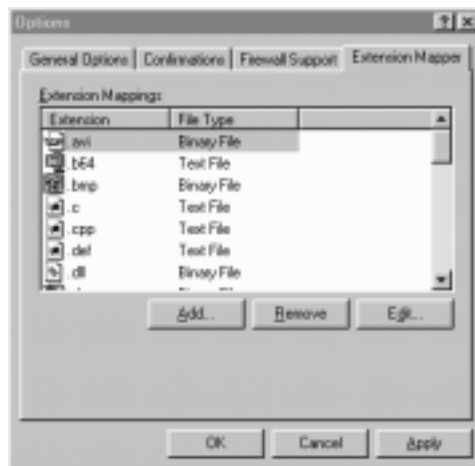 Options
General Options Confirmations Firewall Support Extension Mapper
Extension Mappings:
Extension File Type
.avi Binary File
.b64 Text File
.bmp Binary File
.c Text File
.cpp Text File
.def Text File
.dll Binary File
Add... Remove Edit...
OK Cancel Apply